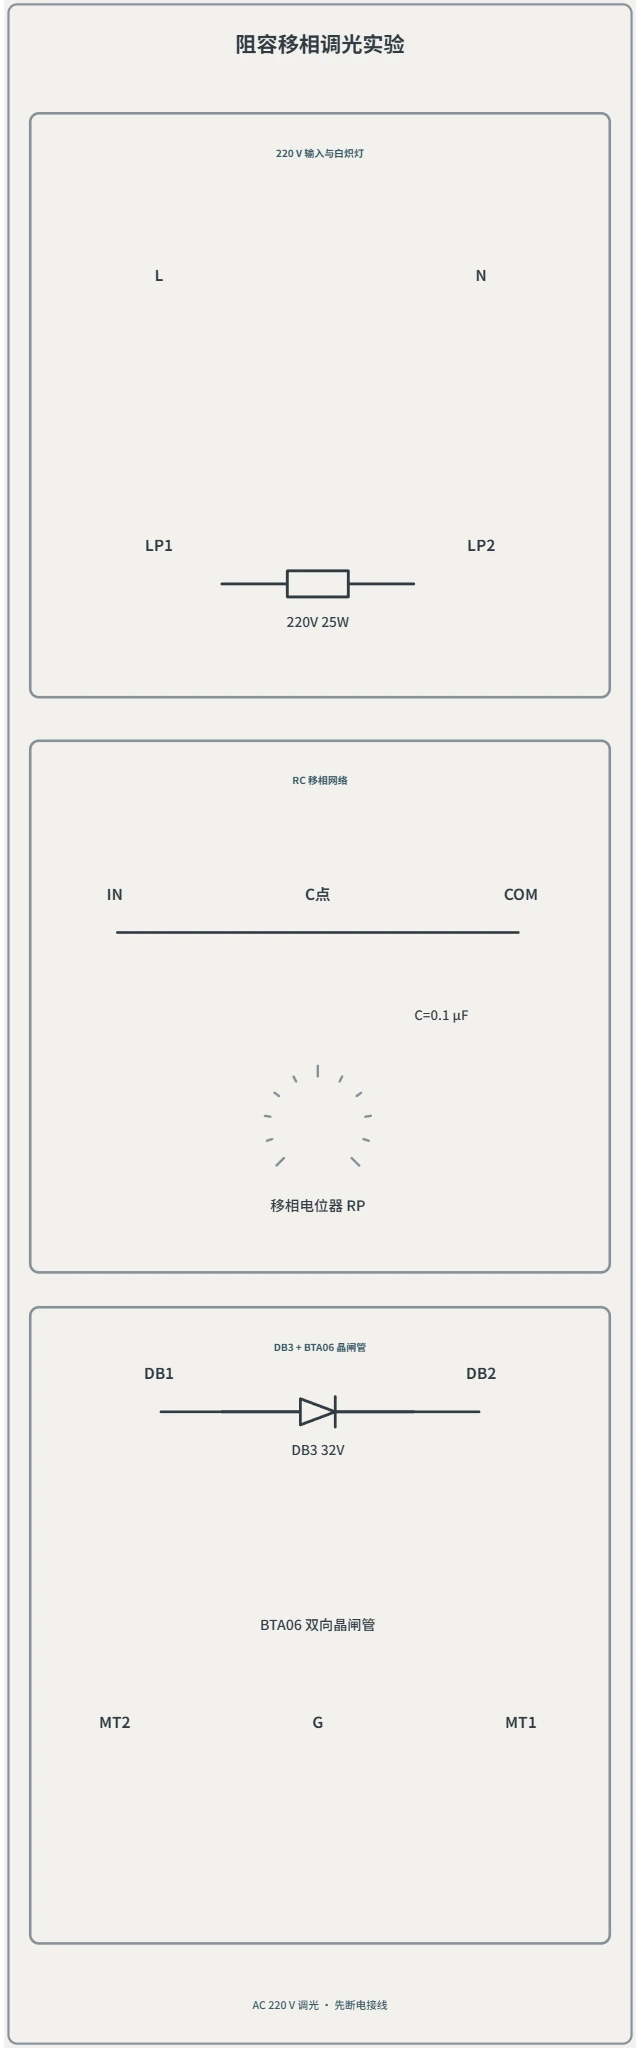 阻容移相调光实验
220 V 输入与白炽灯
L N
LP1 LP2
220V 25W
RC 移相网络
IN C点 COM
C=0.1 μF
移相电位器 RP
DB3 + BTA06 晶闸管
DB1 DB2
DB3 32V
BTA06 双向晶闸管
MT2 G MT1
AC 220 V 调光 · 先断电接线